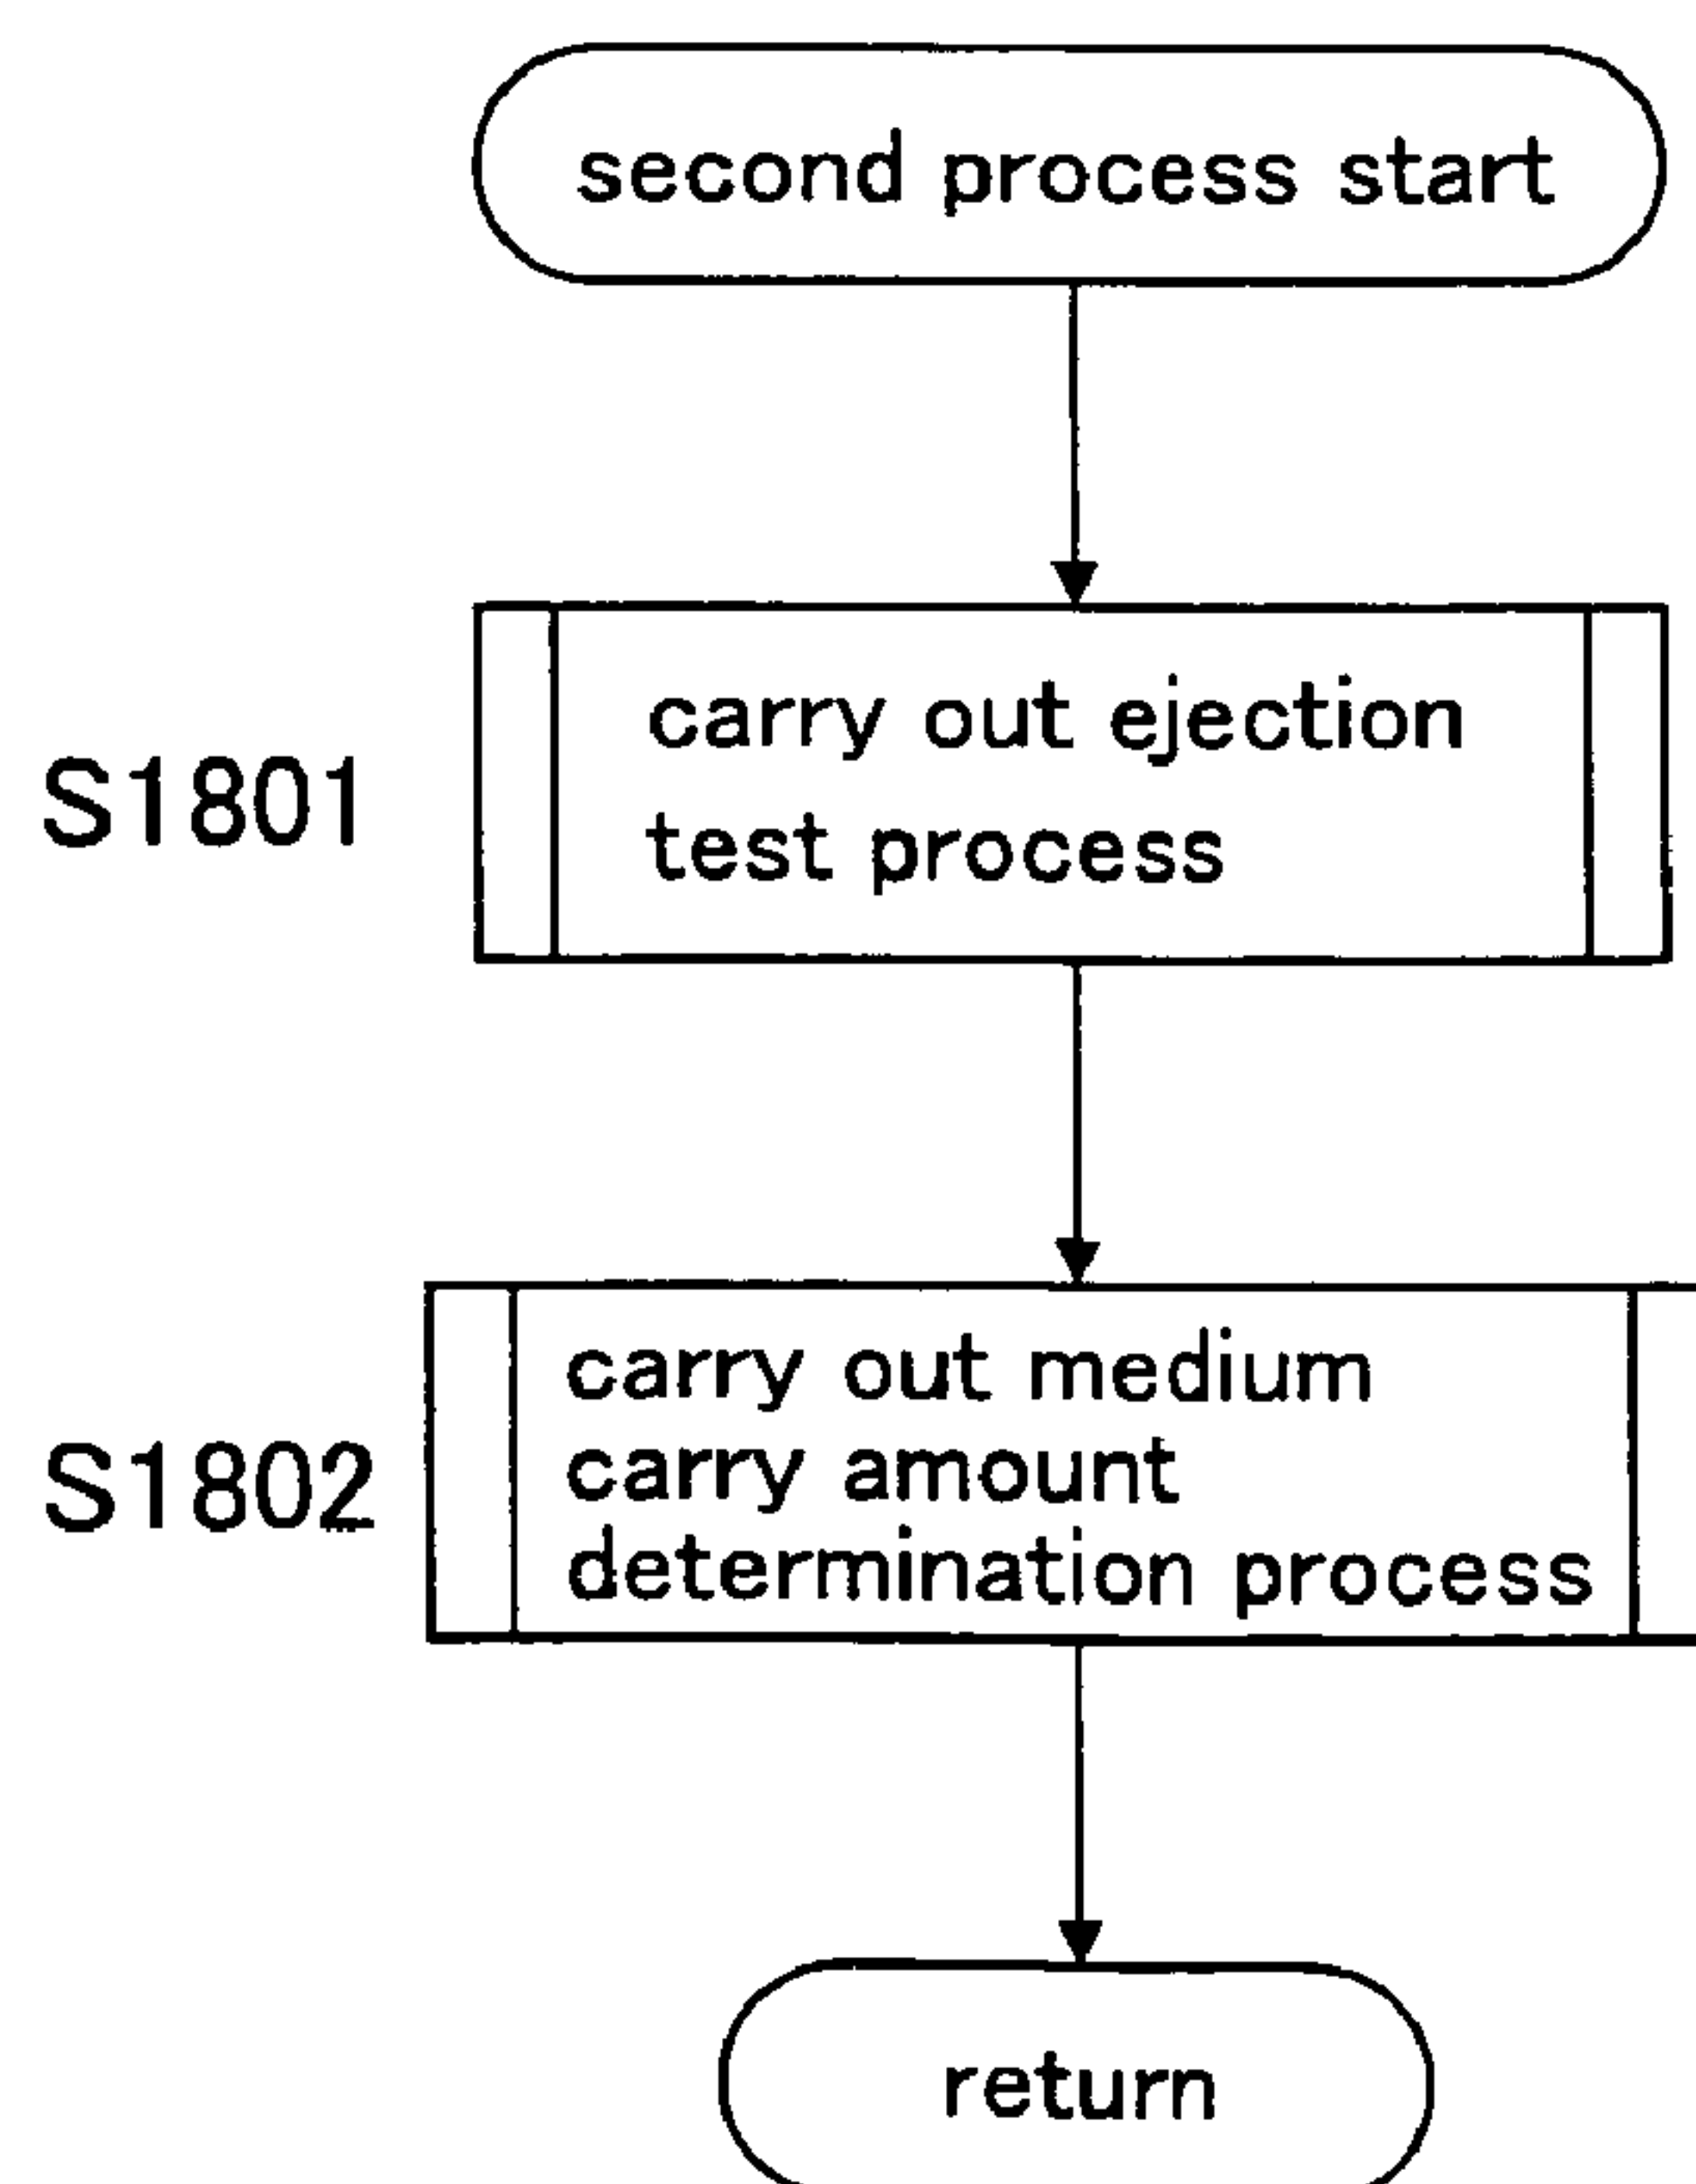 second process start
S1801
carry out ejection
test process
S1802
carry out medium
carry amount
determination process
return